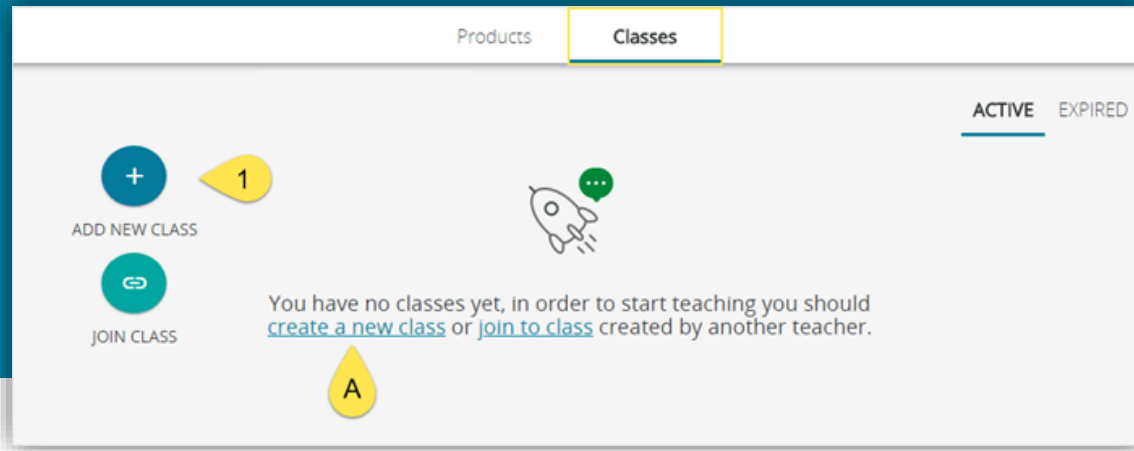 Products
Classes
ACTIVE
EXPIRED
1
ADD NEW CLASS
JOIN CLASS
You have no classes yet, in order to start teaching you should
create a new class or join to class created by another teacher.
A